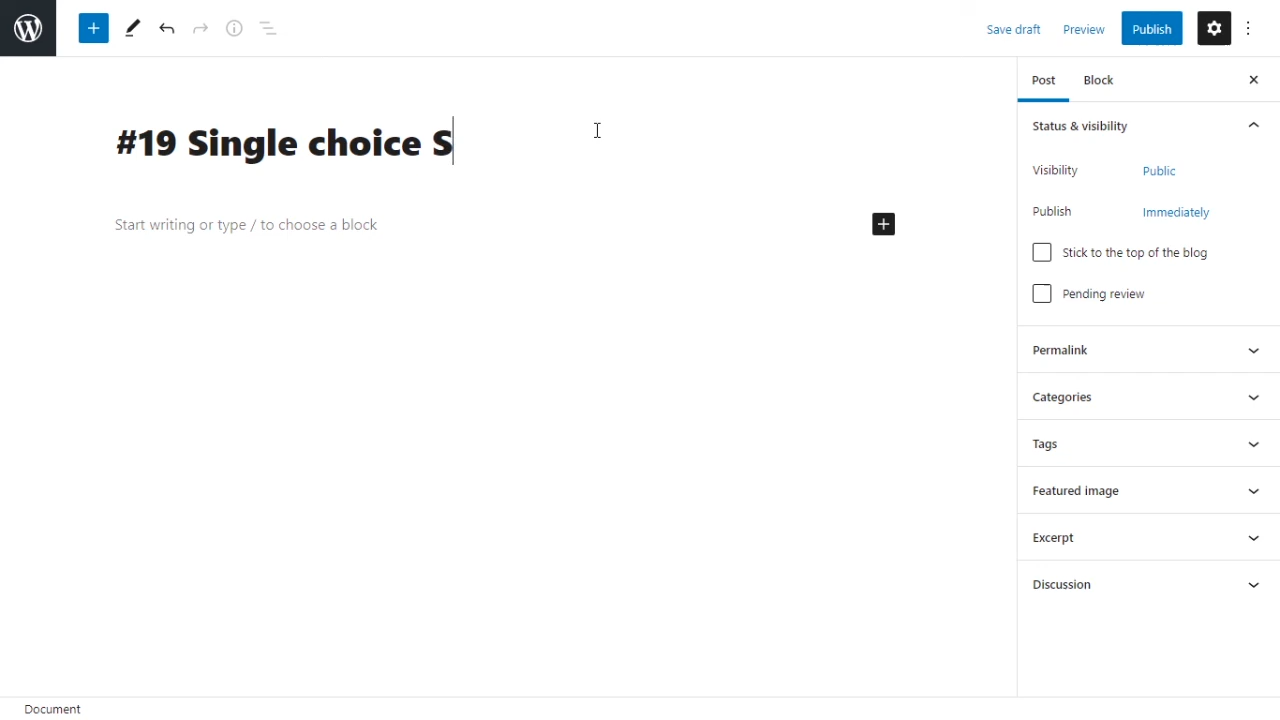 Save draft Preview Publish
Post Block
#19 Single choice S
Status & visibility
Visibility Public
Start writing or type / to choose a block
Publish Immediately
Stick to the top of the blog
Pending review
Permalink
Categories
Tags
Featured image
Excerpt
Discussion
Document